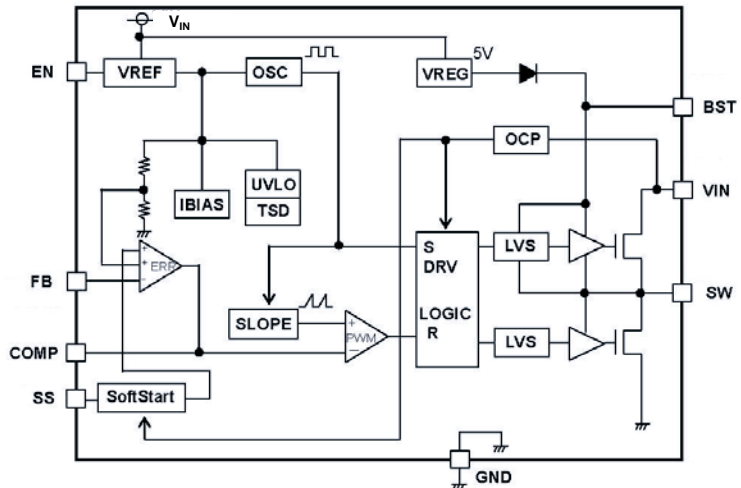 VIN
EN
VREF
OSC
5V
VREG
BST
OCP
IBIAS
UVLO
TSD
VIN
S
DRV
LOGIC
R
LVS
+
+
-
ERR
FB
SW
SLOPE
+
-
PWM
LVS
COMP
SS
SoftStart
GND